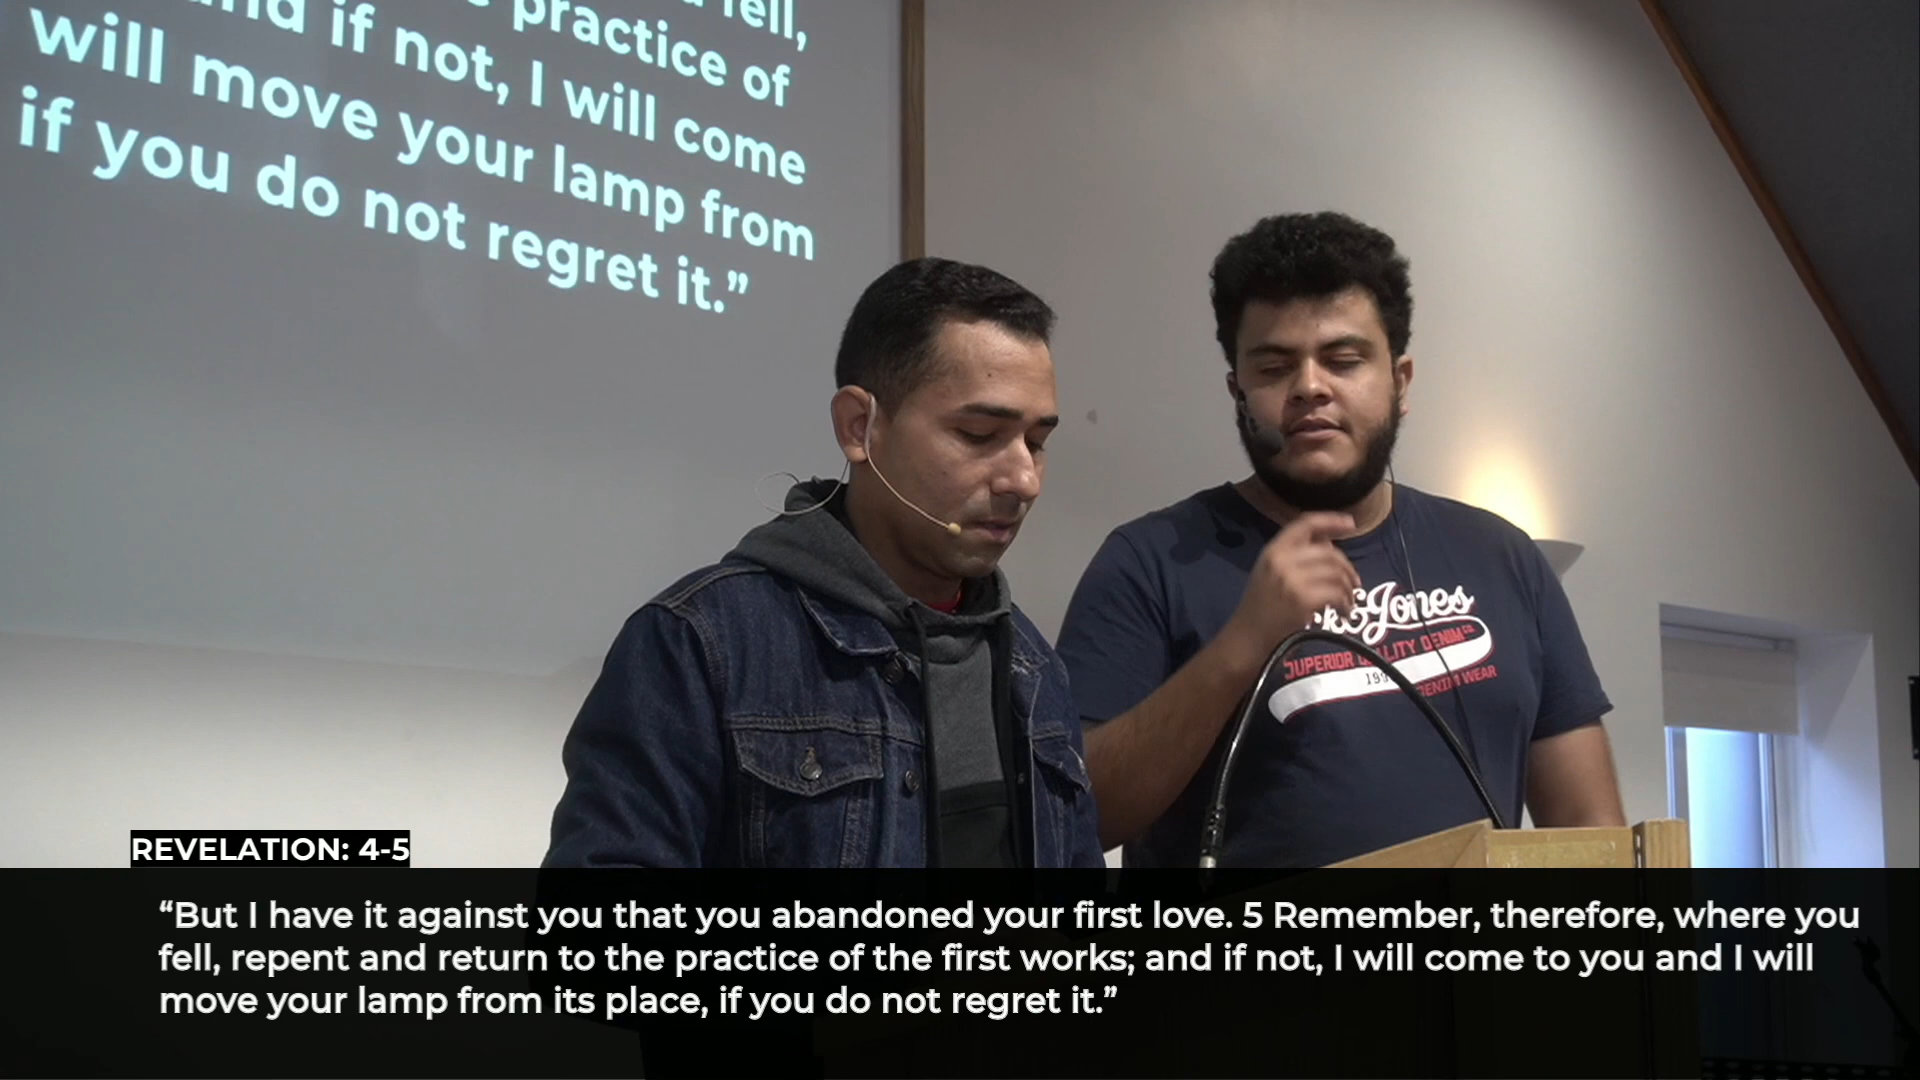 fell,
practice of
and if not, I will come
will move your lamp from
if you do not regret it.”
&Jones
SUPERIOR QUALITY DENIM
199
DENIM WEAR
REVELATION: 4-5
“But I have it against you that you abandoned your first love. 5 Remember, therefore, where you
fell, repent and return to the practice of the first works; and if not, I will come to you and I will
move your lamp from its place, if you do not regret it.”